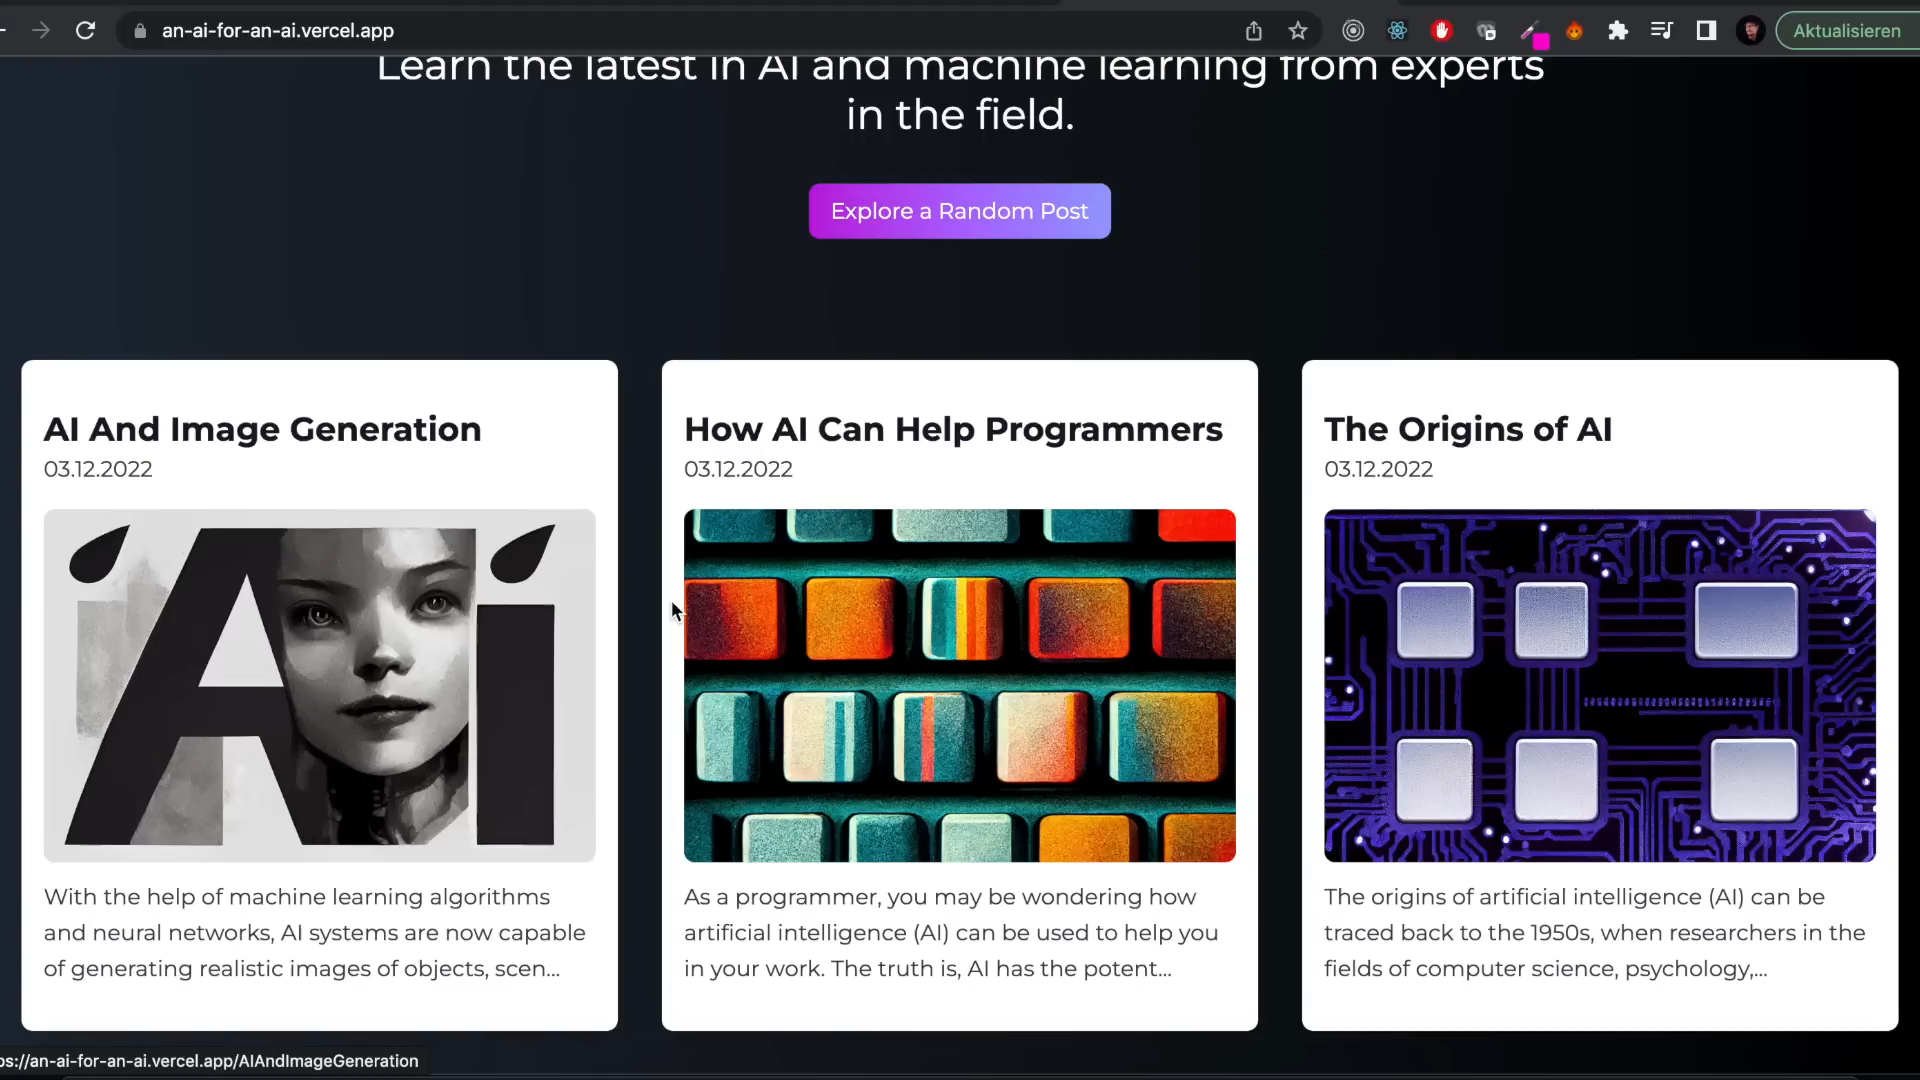 an-ai-for-an-ai.vercel.app
Aktualisieren
Learn the latest in AI and machine learning from experts
in the field.
Explore a Random Post
AI And Image Generation
03.12.2022
Ai
With the help of machine learning algorithms
and neural networks, AI systems are now capable
of generating realistic images of objects, scen...
How AI Can Help Programmers
03.12.2022
As a programmer, you may be wondering how
artificial intelligence (AI) can be used to help you
in your work. The truth is, AI has the potent...
The Origins of AI
03.12.2022
The origins of artificial intelligence (AI) can be
traced back to the 1950s, when researchers in the
fields of computer science, psychology,...
ps://an-ai-for-an-ai.vercel.app/AIAndImageGeneration